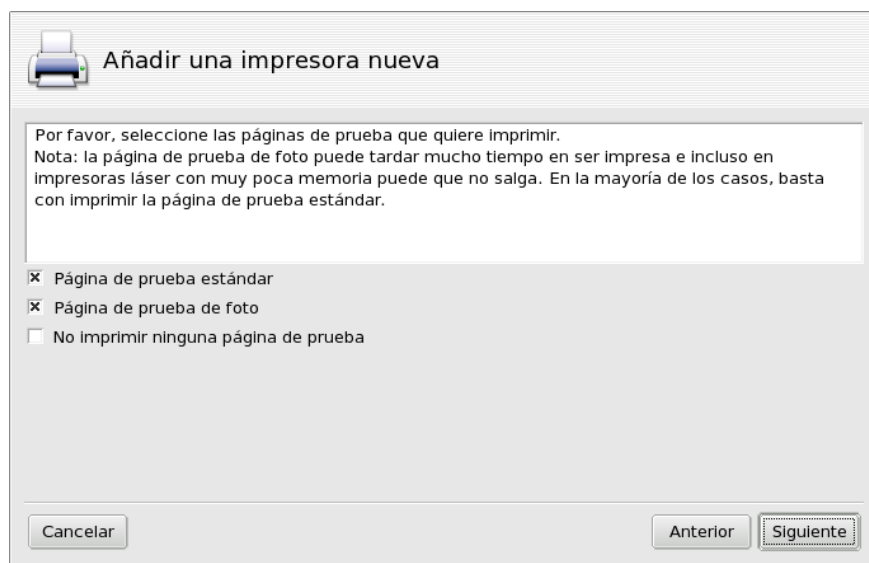 Añadir una impresora nueva
Por favor, seleccione las páginas de prueba que quiere imprimir.
Nota: la página de prueba de foto puede tardar mucho tiempo en ser impresa e incluso en
impresoras láser con muy poca memoria puede que no salga. En la mayoría de los casos, basta
con imprimir la página de prueba estándar.
Página de prueba estándar
Página de prueba de foto
No imprimir ninguna página de prueba
Cancelar
Anterior
Siguiente